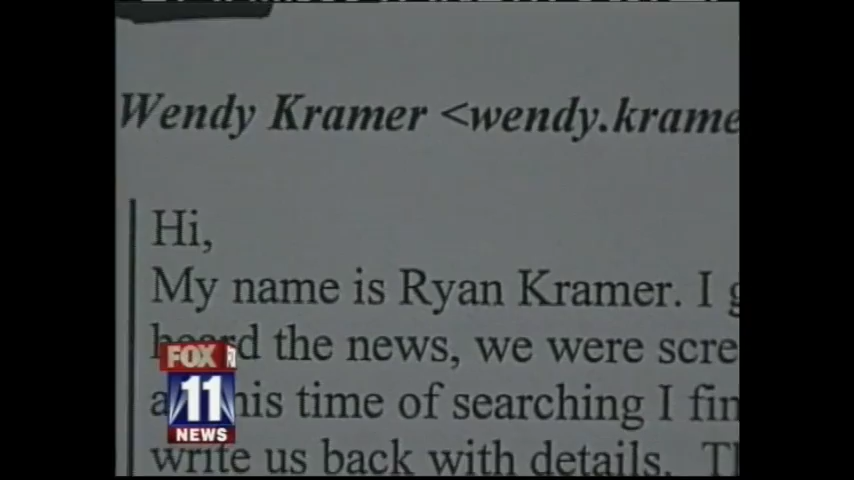 Wendy Kramer <wendy.krame
Hi,
My name is Ryan Kramer. I g
heard the news, we were scre
his time of searching I fin
write us back with details. Th
FOX
11
NEWS